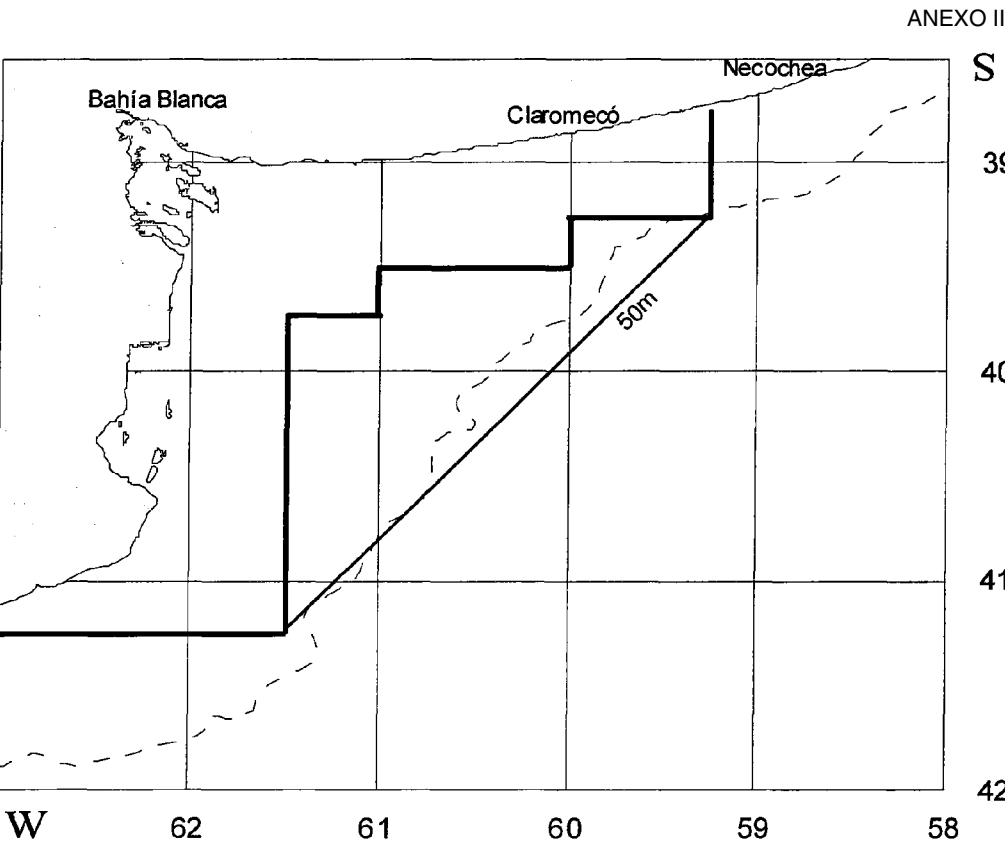 ANEXO II
S
Necochea
Bahía Blanca
Claromecó
39
50m
40
41
42
W
62
61
60
59
58